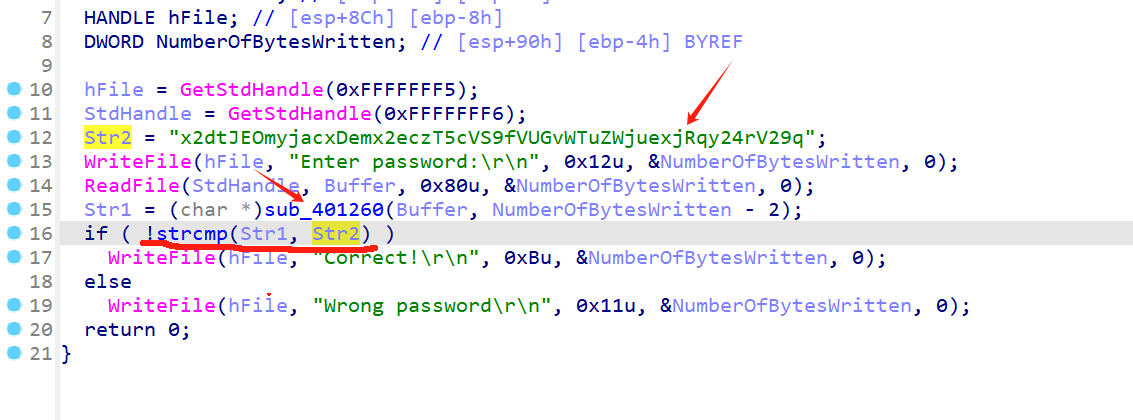 7 HANDLE hFile; // [esp+8Ch] [ebp-8h]
8 DWORD NumberOfBytesWritten; // [esp+90h] [ebp-4h] BYREF
9
10 hFile = GetStdHandle(0xFFFFFFF5);
11 StdHandle = GetStdHandle(0xFFFFFFF6);
12 Str2 = "x2dtJEOmyjacxDemx2eczT5cVS9fVUGvWTuZWjuexjRqy24rV29q";
13 WriteFile(hFile, "Enter password:\r\n", 0x12u, &NumberOfBytesWritten, 0);
14 ReadFile(StdHandle, Buffer, 0x80u, &NumberOfBytesWritten, 0);
15 Str1 = (char *)sub_401260(Buffer, NumberOfBytesWritten - 2);
16 if ( !strcmp(Str1, Str2) )
17 WriteFile(hFile, "Correct!\r\n", 0xBu, &NumberOfBytesWritten, 0);
18 else
19 WriteFile(hFile, "Wrong password\r\n", 0x11u, &NumberOfBytesWritten, 0);
20 return 0;
21 }